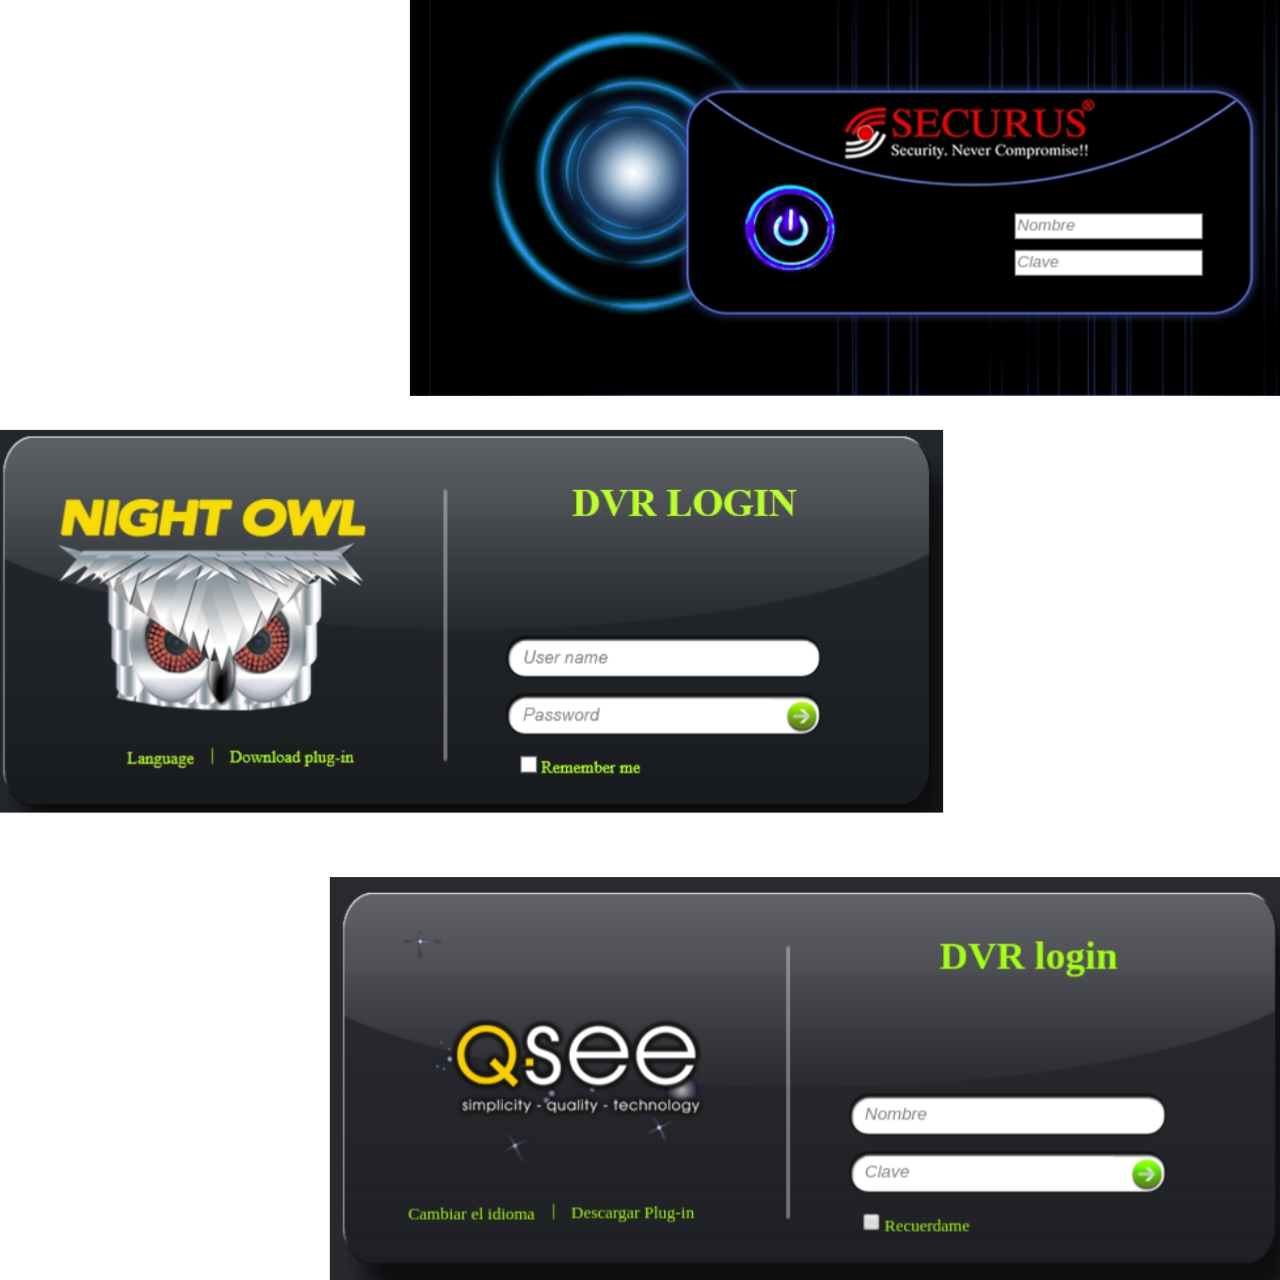 SECURUS®
Security. Never Compromise!!
Nombre
Clave
NIGHT OWL
DVR LOGIN
User name
Password
Language | Download plug-in
Remember me
DVR login
Q·see
simplicity - quality - technology
Nombre
Clave
Cambiar el idioma | Descargar Plug-in
Recuerdame